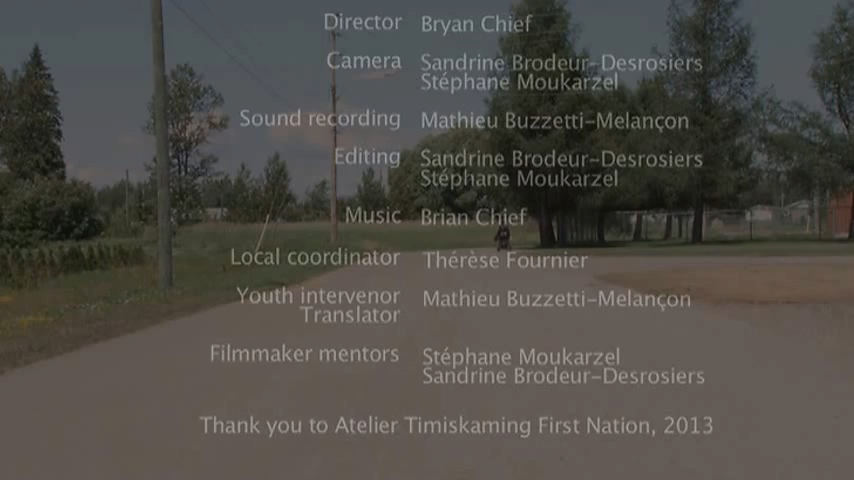 Director Bryan Chief
Camera Sandrine Brodeur-Desrosiers
Stéphane Moukarzel
Sound recording Mathieu Buzzetti-Melançon
Editing Sandrine Brodeur-Desrosiers
Stéphane Moukarzel
Music Brian Chief
Local coordinator Thérèse Fournier
Youth intervenor Mathieu Buzzetti-Melançon
Translator
Filmmaker mentors Stéphane Moukarzel
Sandrine Brodeur-Desrosiers
Thank you to Atelier Timiskaming First Nation, 2013